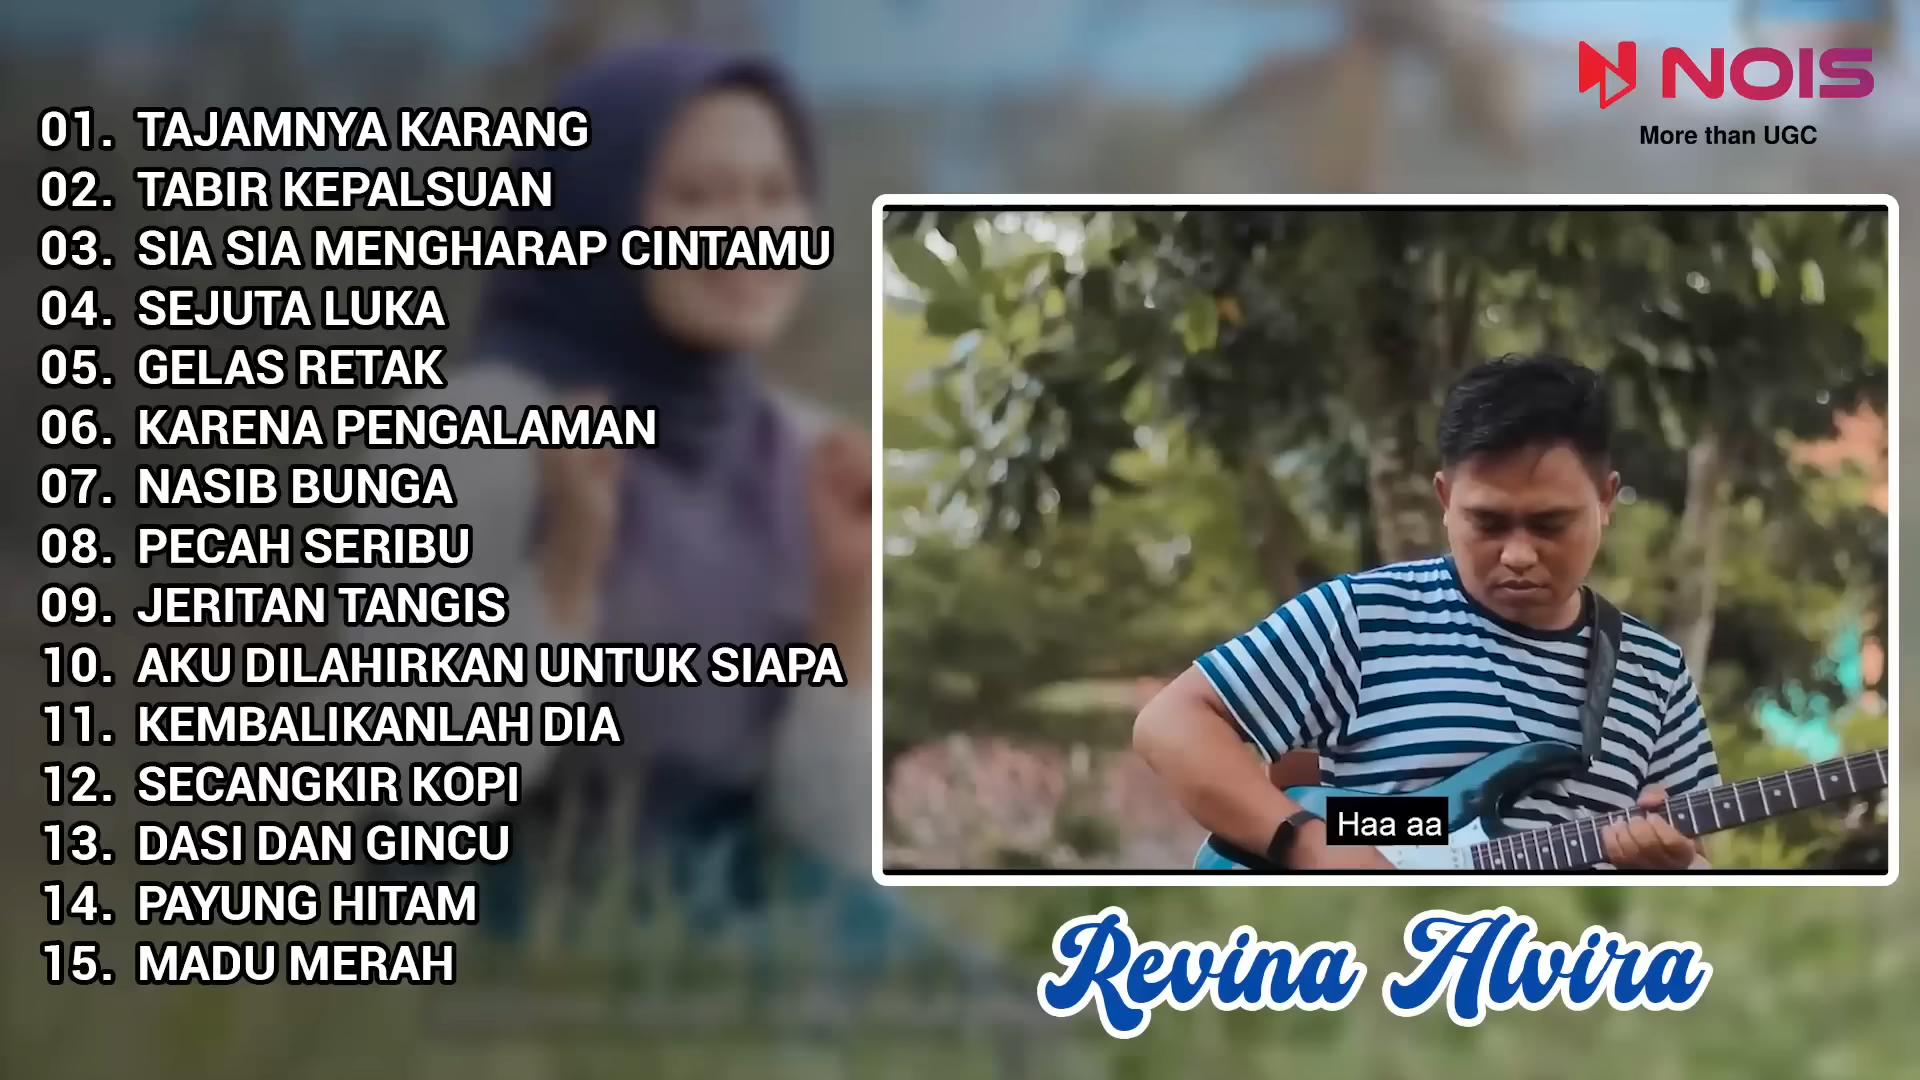 01. TAJAMNYA KARANG
02. TABIR KEPALSUAN
03. SIA SIA MENGHARAP CINTAMU
04. SEJUTA LUKA
05. GELAS RETAK
06. KARENA PENGALAMAN
07. NASIB BUNGA
08. PECAH SERIBU
09. JERITAN TANGIS
10. AKU DILAHIRKAN UNTUK SIAPA
11. KEMBALIKANLAH DIA
12. SECANGKIR KOPI
13. DASI DAN GINCU
14. PAYUNG HITAM
15. MADU MERAH
NOIS
More than UGC
Haa aa
Revina Alvira